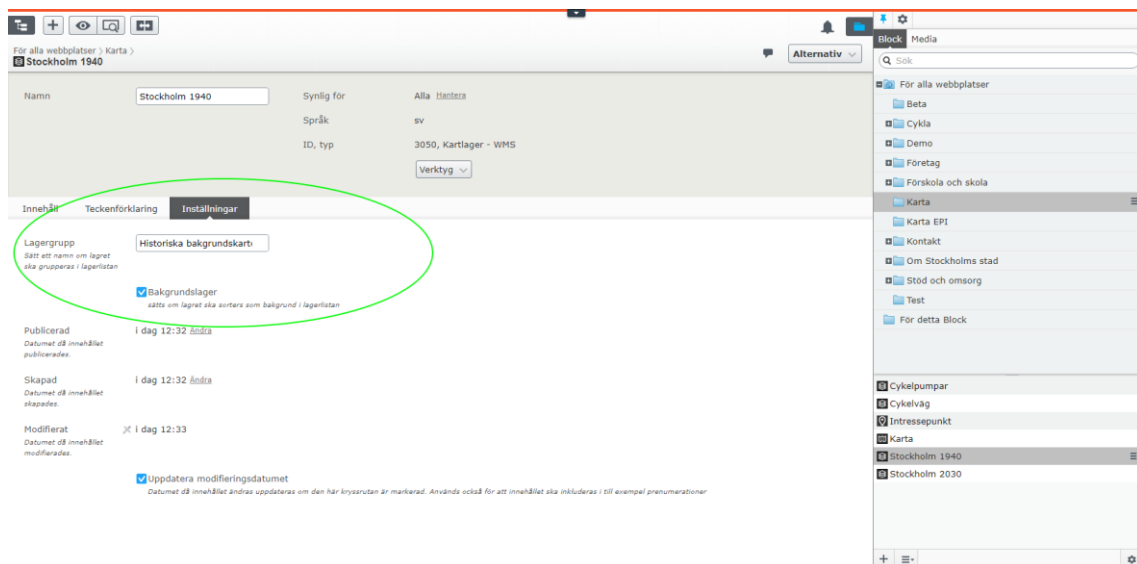 För alla webbplatser > Karta >
Stockholm 1940
Alternativ
Namn
Stockholm 1940
Synlig för
Alla Hantera
Språk
sv
ID, typ
3050, Kartlager - WMS
Verktyg
Innehåll
Teckenförklaring
Inställningar
Lagergrupp
Historiska bakgrundskart
Sätt ett namn om lagret
ska grupperas i lagerlistan
Bakgrundslager
sätts om lagret ska sorters som bakgrund i lagerlistan
Publicerad
i dag 12:32 Ändra
Datumet då innehållet
publicerades.
Skapad
i dag 12:32 Ändra
Datumet då innehållet
skapades.
Modifierat
i dag 12:33
Datumet då innehållet
modifierades.
Uppdatera modifieringsdatumet
Datumet då innehållet ändras uppdateras om den här kryssrutan är markerad. Används också för att innehållet ska inkluderas i till exempel prenumerationer
Block
Media
Sök
För alla webbplatser
Beta
Cykla
Demo
Företag
Förskola och skola
Karta
Karta EPI
Kontakt
Om Stockholms stad
Stöd och omsorg
Test
För detta Block
Cykelpumpar
Cykelväg
Intressepunkt
Karta
Stockholm 1940
Stockholm 2030